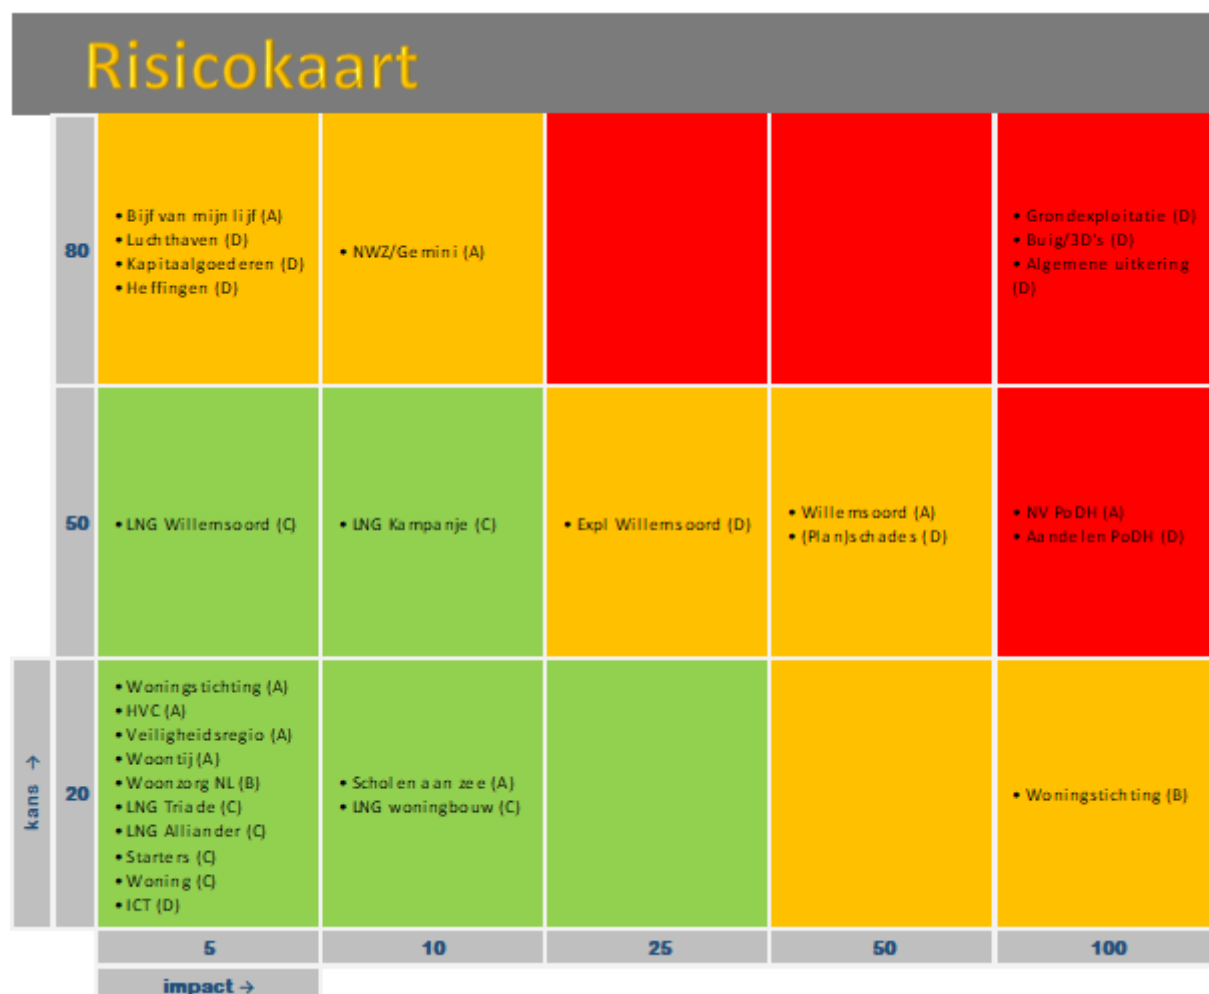 Risicokaart
80
• Bijf van mijn lijf (A)
• Luchthaven (D)
• Kapitaalgoederen (D)
• Heffingen (D)
• NWZ/Gemini (A)
• Grondexploitatie (D)
• Buig/3D's (D)
• Algemene uitkering
(D)
50
• LNG Willemsoord (C)
• LNG Kampanje (C)
• Expl Willemsoord (D)
• Willemsoord (A)
• (Plan)schades (D)
• NV PoDH (A)
• Aandelen PoDH (D)
kans →
20
• Woningstichting (A)
• HVC (A)
• Veiligheidsregio (A)
• Woontij (A)
• Woonzorg NL (B)
• LNG Triade (C)
• LNG Alliander (C)
• Starters (C)
• Woning (C)
• ICT (D)
• Scholen aan zee (A)
• LNG woningbouw (C)
• Woningstichting (B)
5
10
25
50
100
impact →